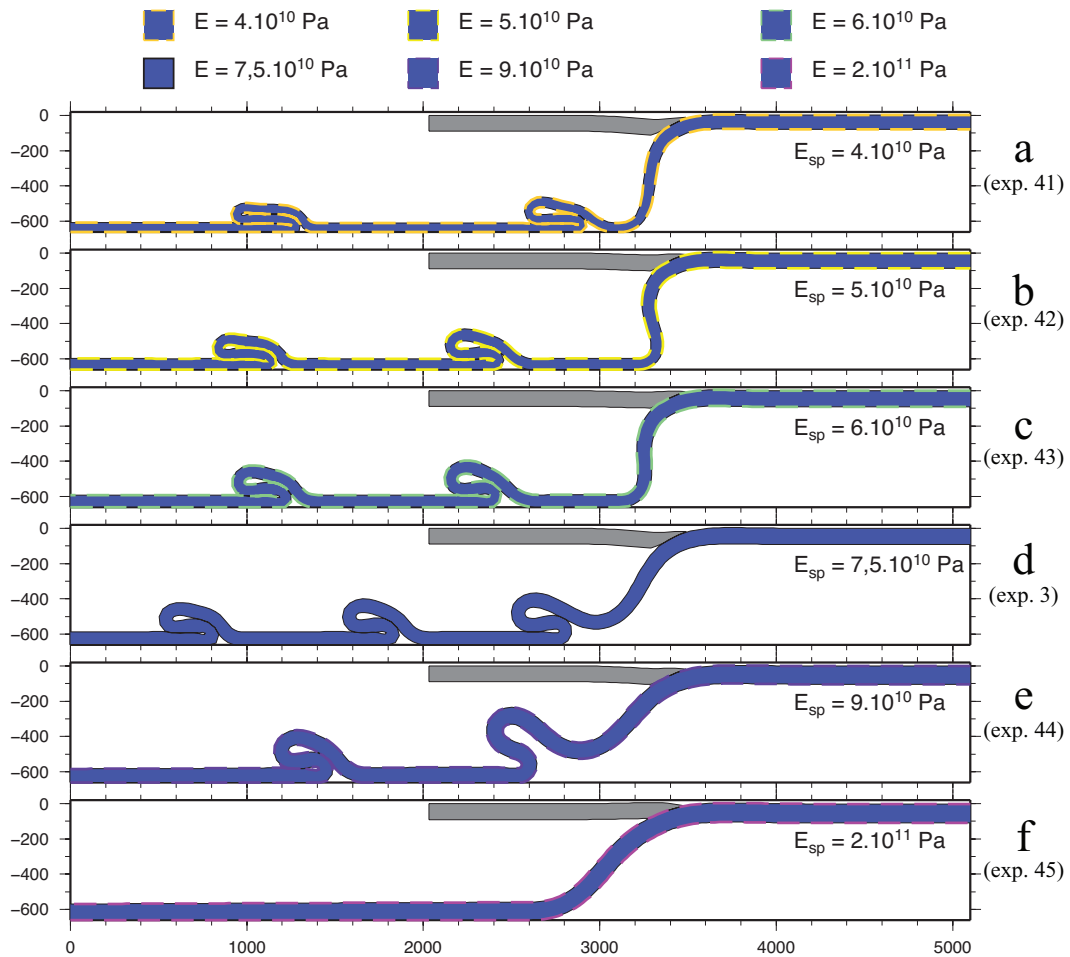 E = 4.10¹⁰ Pa E = 5.10¹⁰ Pa E = 6.10¹⁰ Pa
E = 7,5.10¹⁰ Pa E = 9.10¹⁰ Pa E = 2.10¹¹ Pa
0
−200
−400
−600
E_sp = 4.10¹⁰ Pa
a
(exp. 41)
0
−200
−400
−600
E_sp = 5.10¹⁰ Pa
b
(exp. 42)
0
−200
−400
−600
E_sp = 6.10¹⁰ Pa
c
(exp. 43)
0
−200
−400
−600
E_sp = 7,5.10¹⁰ Pa
d
(exp. 3)
0
−200
−400
−600
E_sp = 9.10¹⁰ Pa
e
(exp. 44)
0
−200
−400
−600
E_sp = 2.10¹¹ Pa
f
(exp. 45)
0 1000 2000 3000 4000 5000